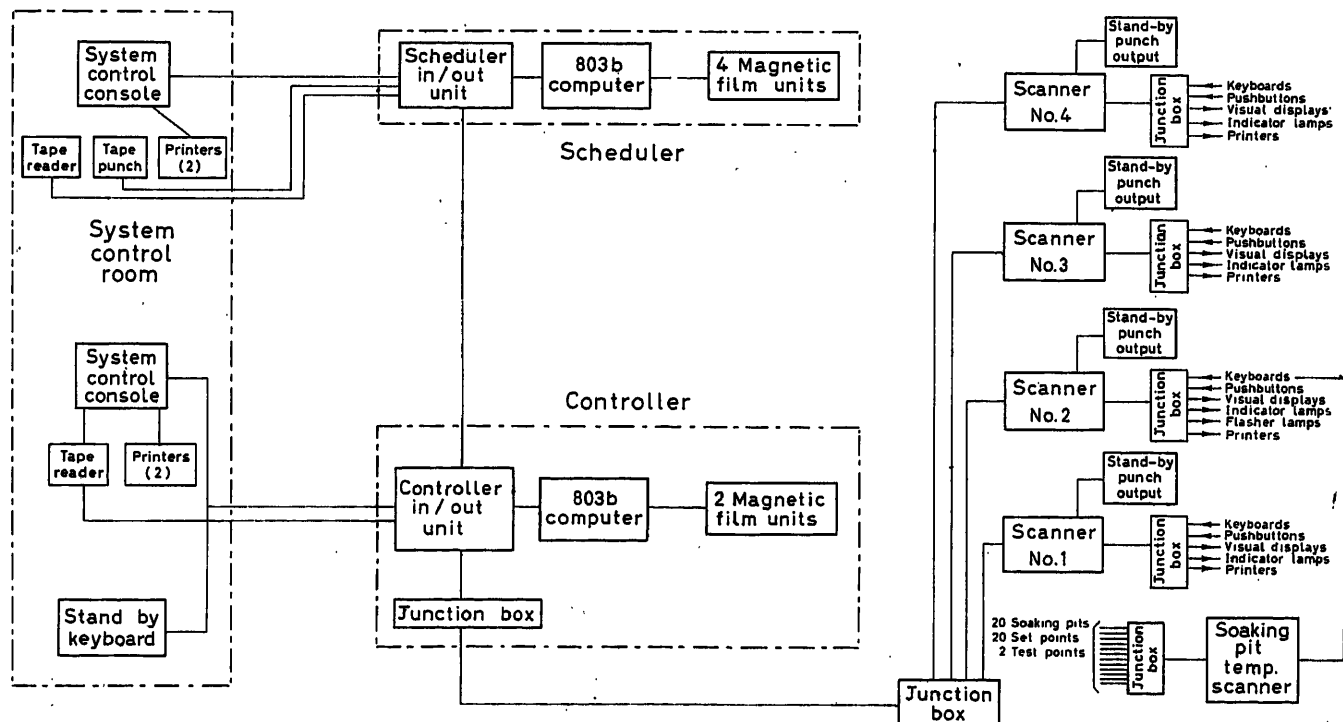 System
control
console
Tape
reader
Tape
punch
Printers
(2)
System
control
room
System
control
console
Tape
reader
Printers
(2)
Stand by
keyboard
Scheduler
in/out
unit
803b
computer
4 Magnetic
film units
Scheduler
Controller
Controller
in/out
unit
803b
computer
2 Magnetic
film units
Junction box
Stand-by
punch
output
Scanner
No.4
Junction
box
Keyboards
Pushbuttons
Visual displays
Indicator lamps
Printers
Stand-by
punch
output
Scanner
No.3
Junction
box
Keyboards
Pushbuttons
Visual displays
Indicator lamps
Printers
Stand-by
punch
output
Scanner
No.2
Junction
box
Keyboards
Pushbuttons
Visual displays
Indicator lamps
Flasher lamps
Printers
Stand-by
punch
output
Scanner
No.1
Junction
box
Keyboards
Pushbuttons
Visual displays
Indicator lamps
Printers
20 Soaking pits
20 Set points
2 Test points
Junction
box
Soaking
pit
temp.
scanner
Junction
box